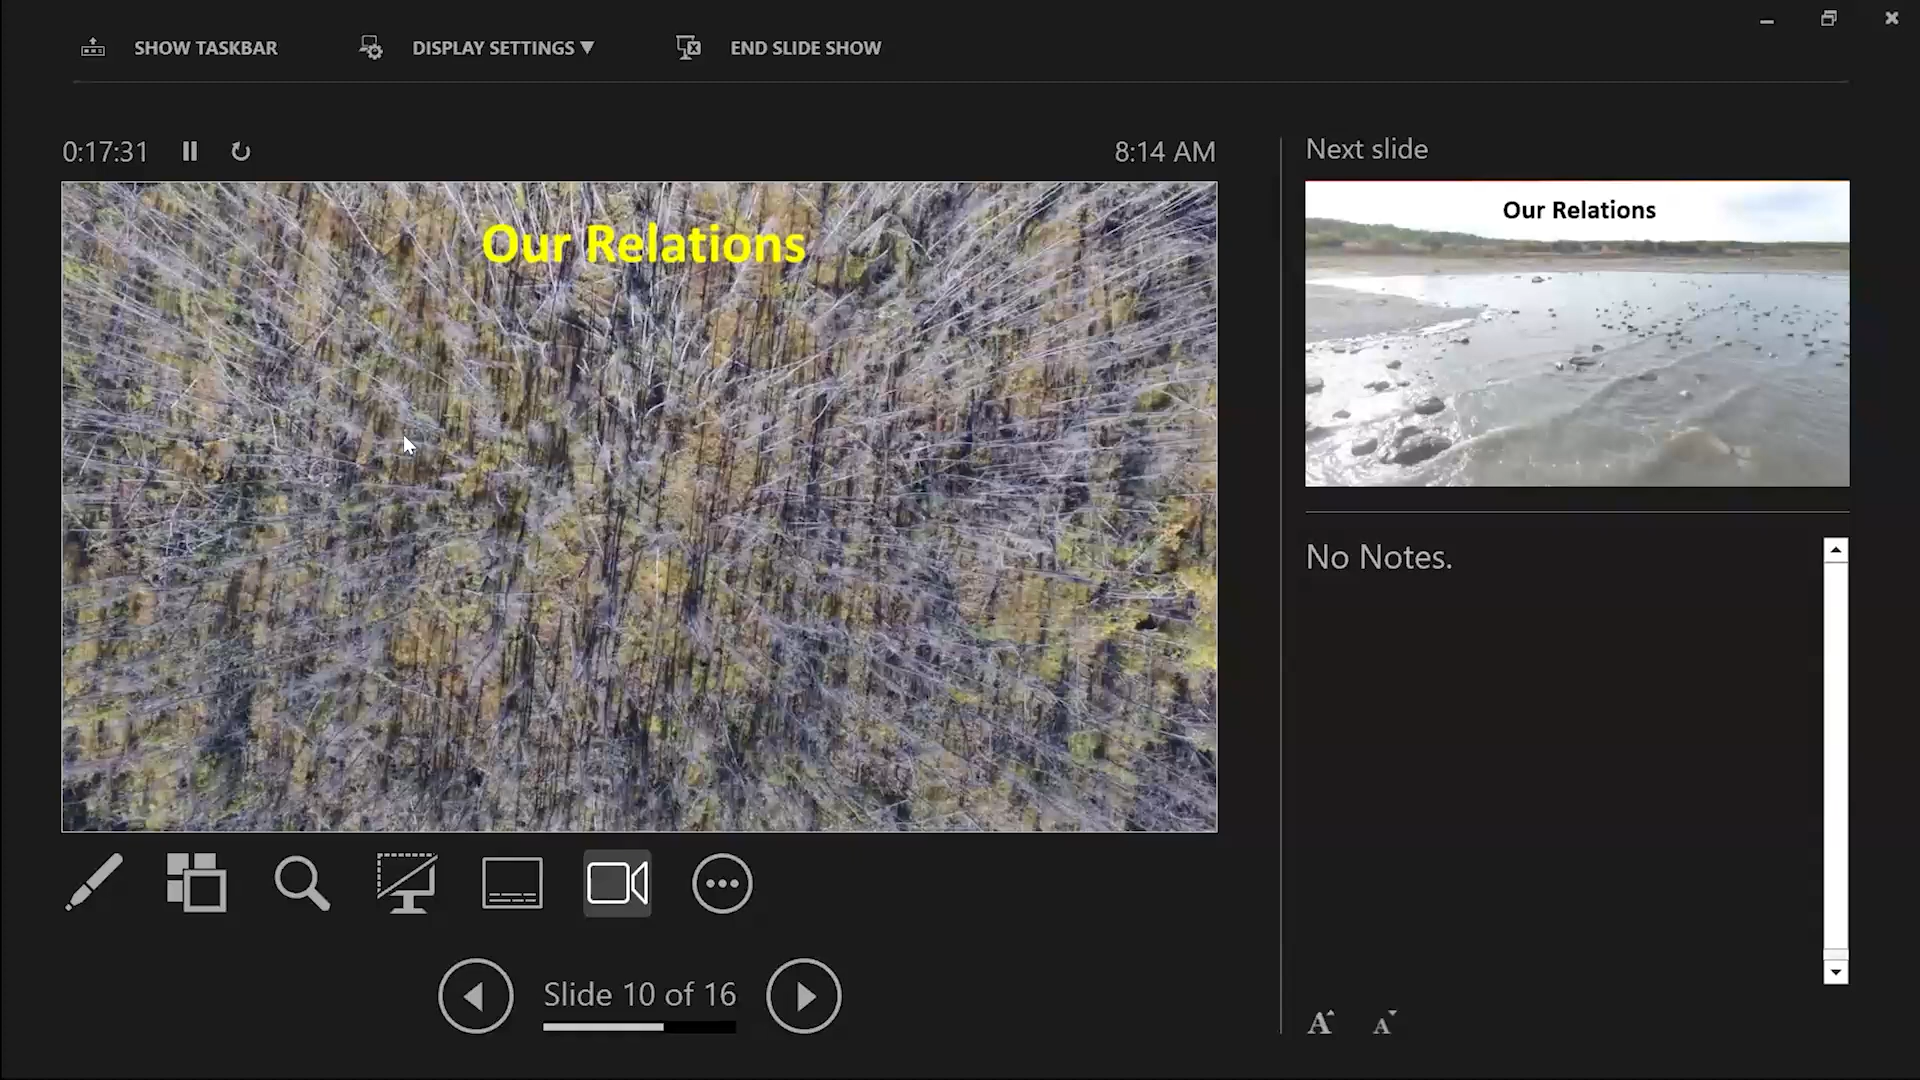 SHOW TASKBAR
DISPLAY SETTINGS ▼
END SLIDE SHOW
0:17:31
8:14 AM
Our Relations
Slide 10 of 16
Next slide
Our Relations
No Notes.
A
A